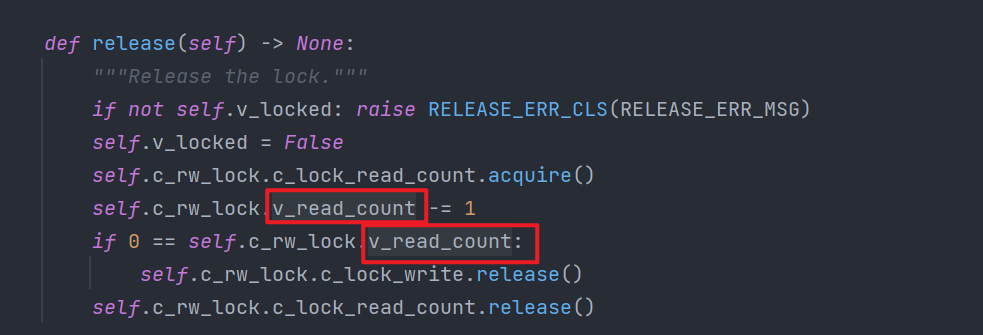 def release(self) -> None:
"""Release the lock."""
if not self.v_locked: raise RELEASE_ERR_CLS(RELEASE_ERR_MSG)
self.v_locked = False
self.c_rw_lock.c_lock_read_count.acquire()
self.c_rw_lock.v_read_count -= 1
if 0 == self.c_rw_lock.v_read_count:
self.c_rw_lock.c_lock_write.release()
self.c_rw_lock.c_lock_read_count.release()